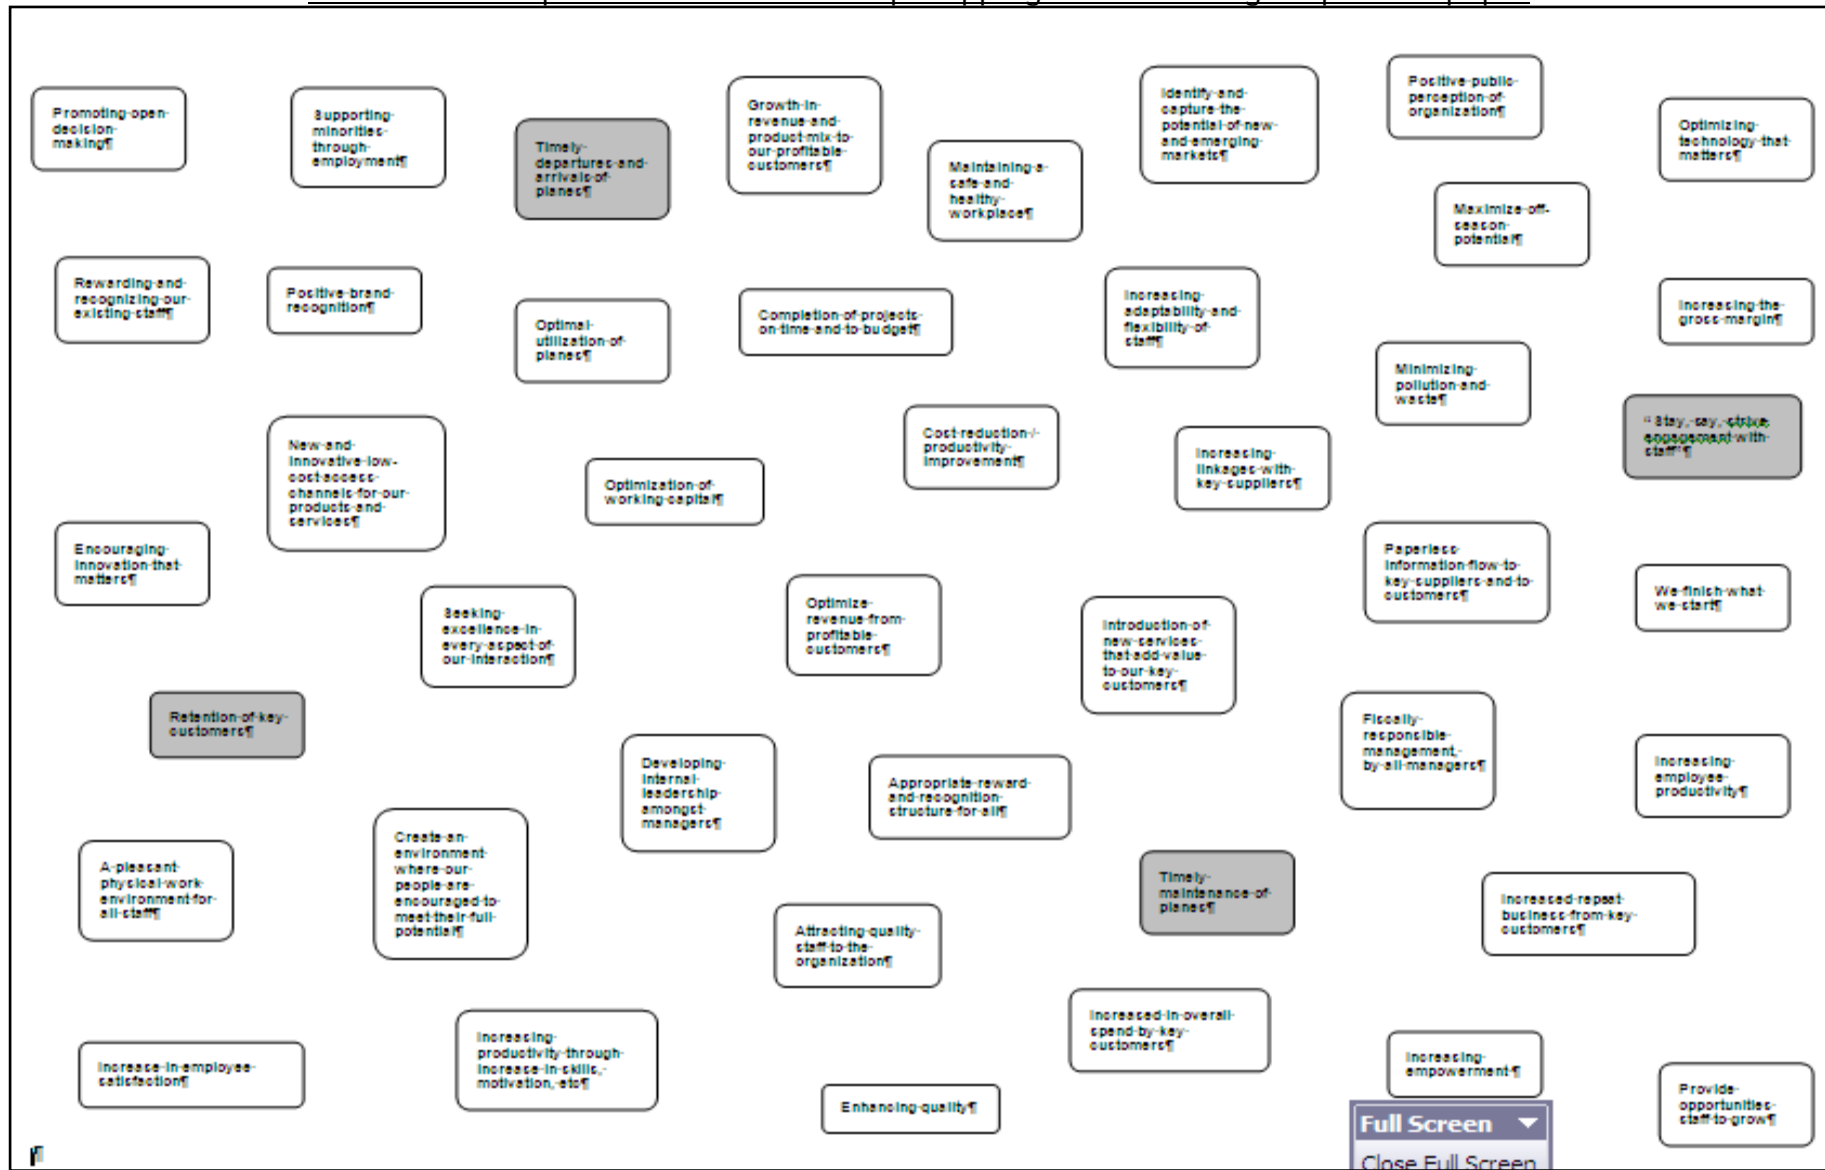 Promoting open
decision
making¶
Supporting
minorities
through
employment¶
Timely
departures and
arrivals of
planes¶
Growth in
revenue and
product mix to
our profitable
customers¶
Maintaining a
safe and
healthy
workplace¶
Identify and
capture the
potential of new
and emerging
markets¶
Positive public
perception of
organization¶
Optimizing
technology that
matters¶
Maximize off-
season
potential¶
Rewarding and
recognizing our
existing staff¶
Positive brand
recognition¶
Optimal
utilization of
planes¶
Completion of projects
on time and to budget¶
Increasing
adaptability and
flexibility of
staff¶
Increasing the
gross margin¶
Minimizing
pollution and
waste¶
"Stay, say, strive
engagement with
staff"¶
New and
innovative low-
cost access
channels for our
products and
services¶
Optimization of
working capital¶
Cost reduction /
productivity
improvement¶
Increasing
linkages with
key suppliers¶
Encouraging
innovation that
matters¶
Seeking
excellence in
every aspect of
our interaction¶
Optimize
revenue from
profitable
customers¶
Introduction of
new services
that add value
to our key
customers¶
Paperless
information flow to
key suppliers and to
customers¶
We finish what
we start¶
Retention of key
customers¶
Developing
internal
leadership
amongst
managers¶
Appropriate reward
and recognition
structure for all¶
Fiscally
responsible
management,
by all managers¶
Increasing
employee
productivity¶
A pleasant
physical work
environment for
all staff¶
Create an
environment
where our
people are
encouraged to
meet their full
potential¶
Attracting quality
staff to the
organization¶
Timely
maintenance of
planes¶
Increased repeat
business from key
customers¶
Increase in employee
satisfaction¶
Increasing
productivity through
increase in skills,
motivation, etc¶
Enhancing quality¶
Increased in overall
spend by key
customers¶
Increasing
empowerment ¶
Provide
opportunities
staff to grow¶
Full Screen
Close Full Screen
¶